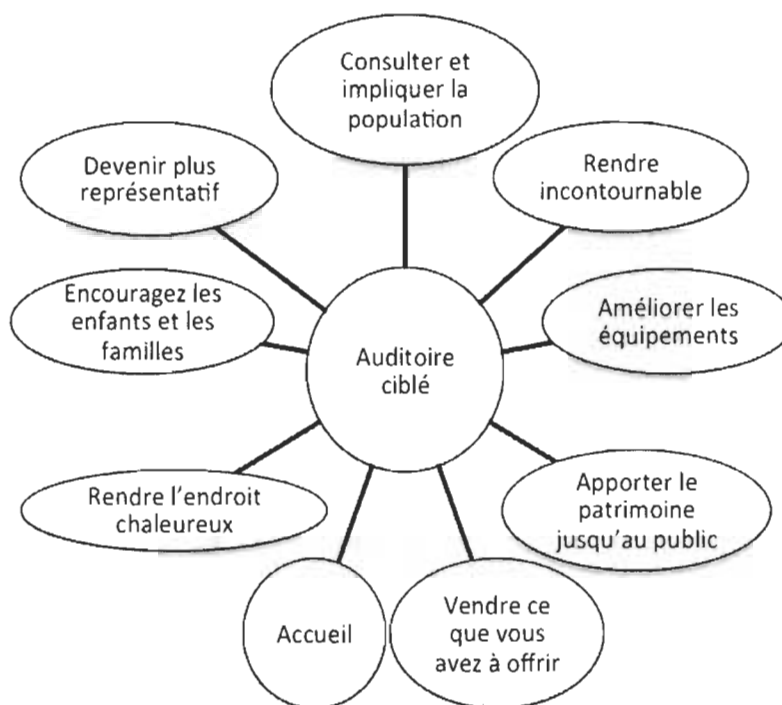 Consulter et
impliquer la
population
Devenir plus
représentatif
Rendre
incontournable
Encouragez les
enfants et les
familles
Améliorer les
équipements
Auditoire
ciblé
Rendre l'endroit
chaleureux
Apporter le
patrimoine
jusqu'au public
Accueil
Vendre ce
que vous
avez à offrir